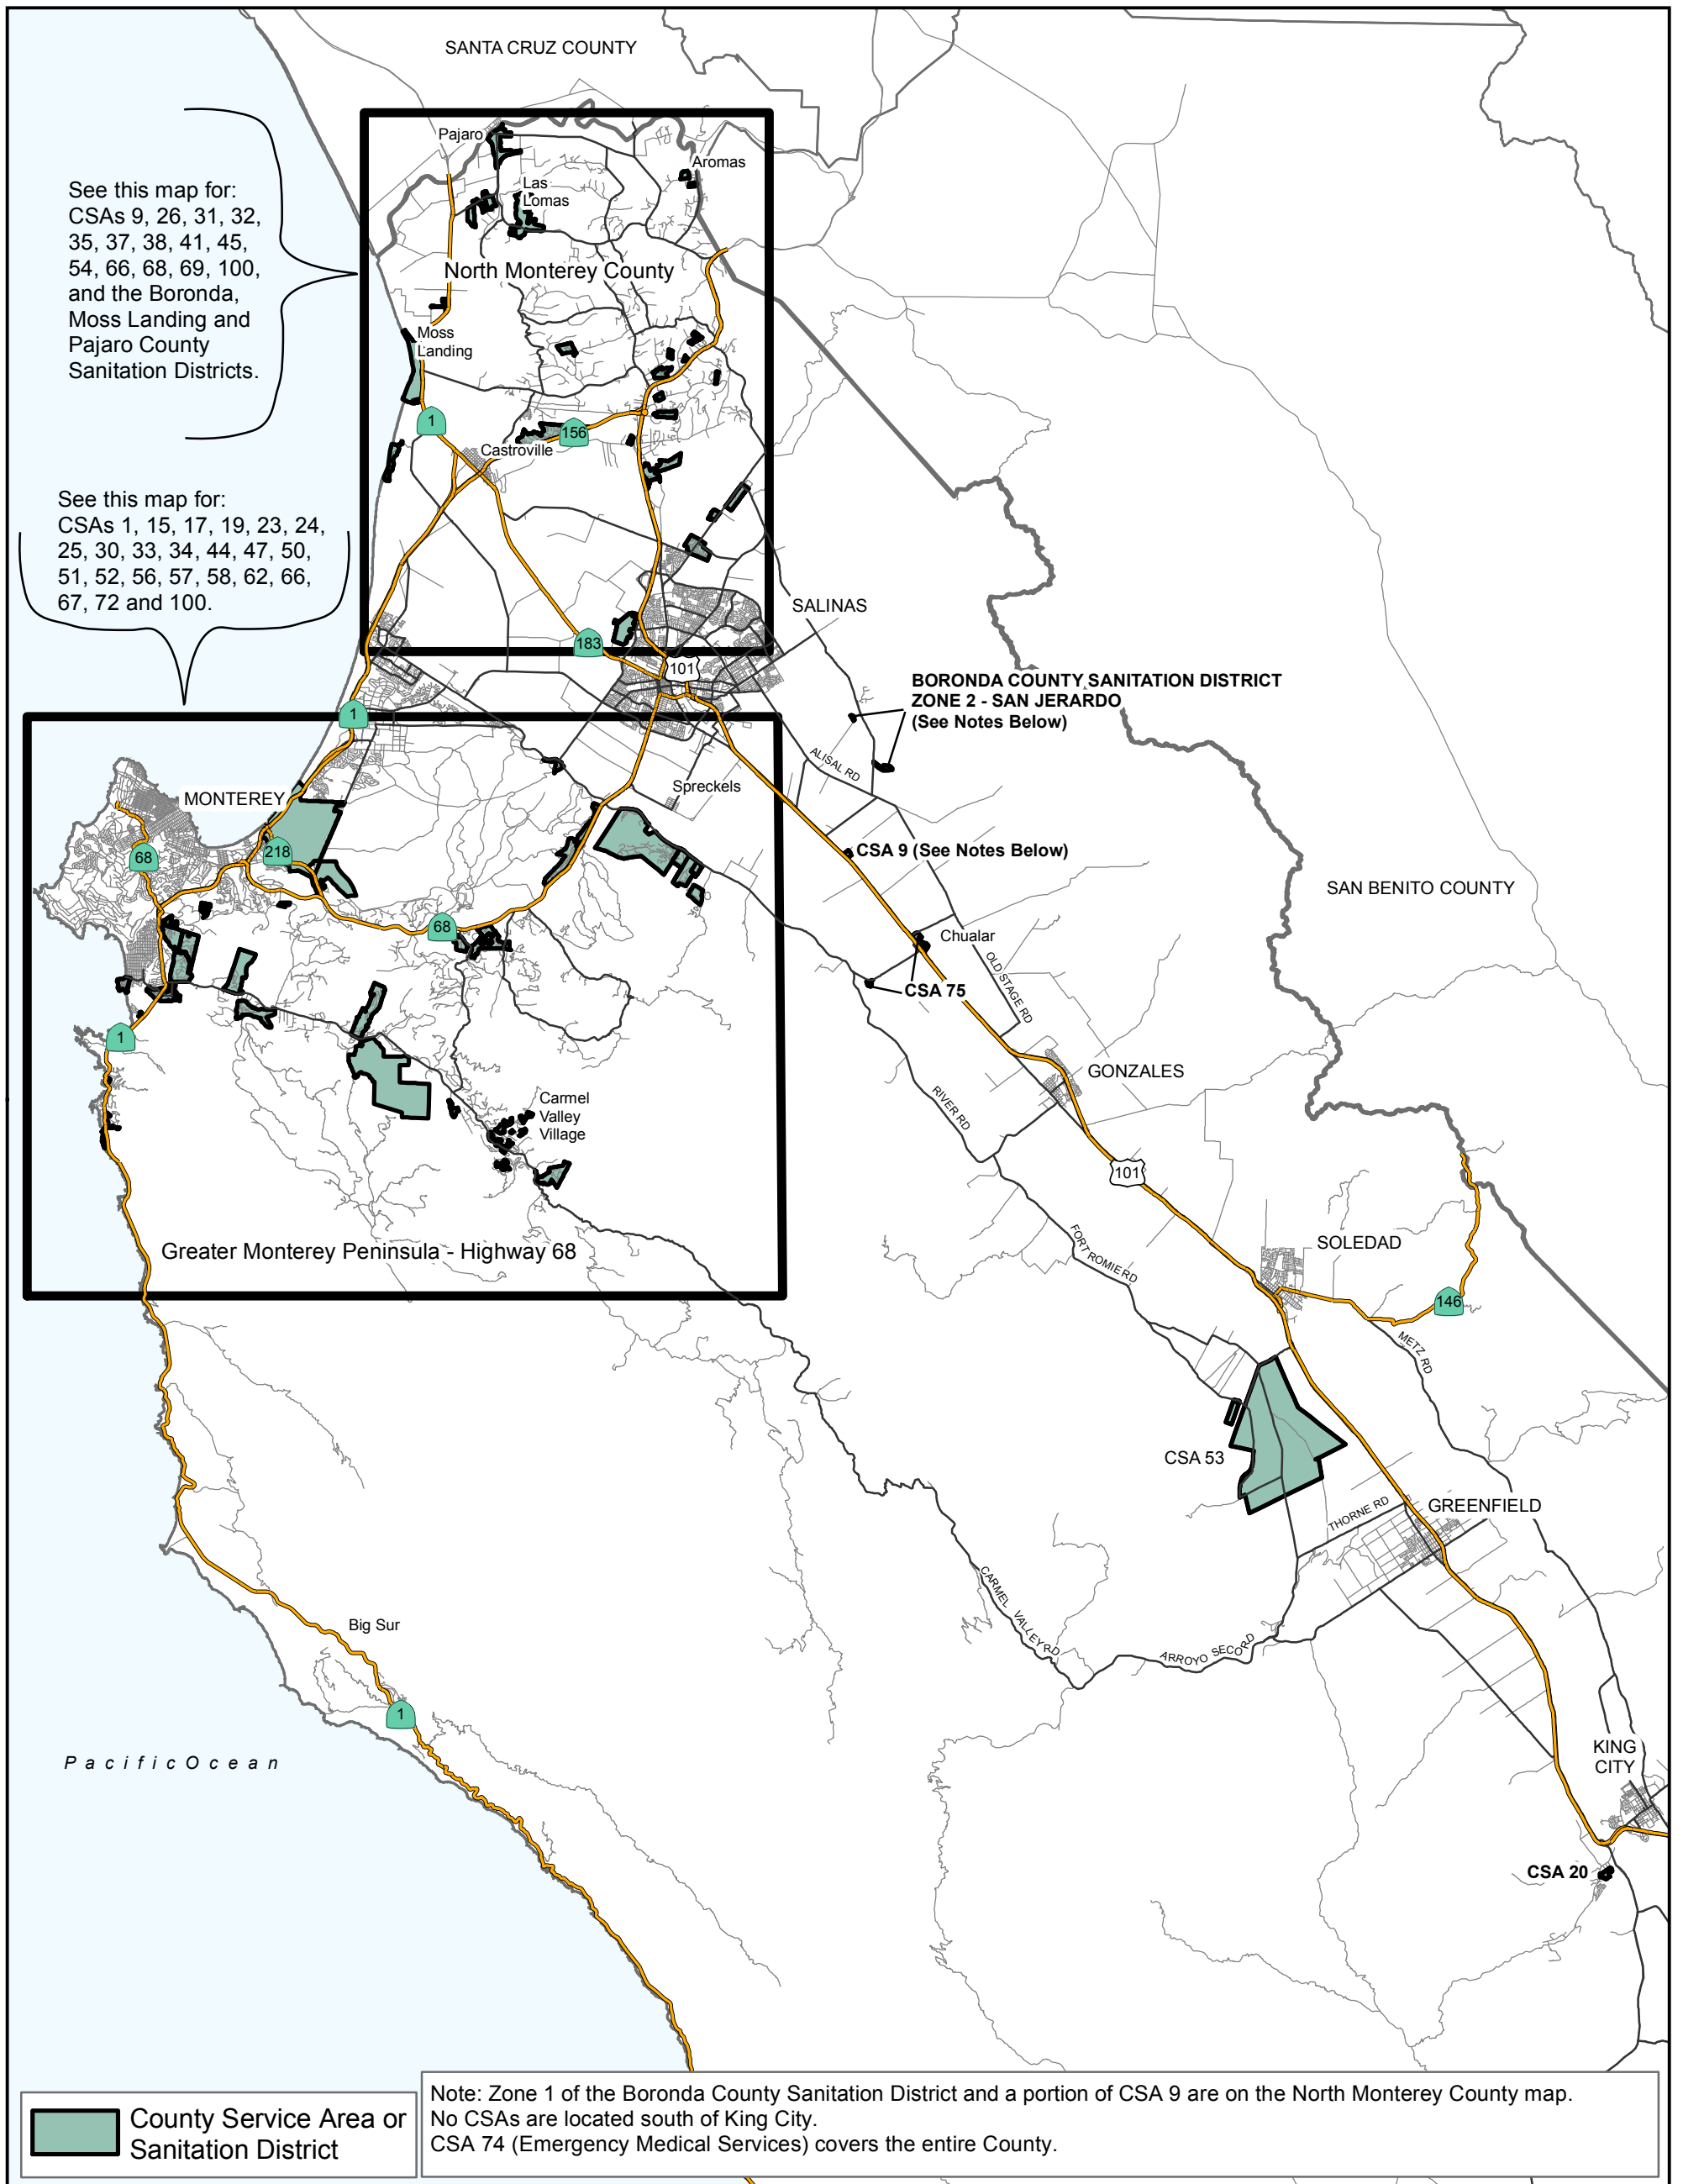 SANTA CRUZ COUNTY
Pajaro
Aromas
See this map for:
CSAs 9, 26, 31, 32,
35, 37, 38, 41, 45,
54, 66, 68, 69, 100,
and the Boronda,
Moss Landing and
Pajaro County
Sanitation Districts.
Las
Lomas
North Monterey County
Moss
Landing
1
156
Castroville
See this map for:
CSAs 1, 15, 17, 19, 23, 24,
25, 30, 33, 34, 44, 47, 50,
51, 52, 56, 57, 58, 62, 66,
67, 72 and 100.
SALINAS
183
101
BORONDA COUNTY SANITATION DISTRICT
ZONE 2 - SAN JERARDO
(See Notes Below)
1
ALISAL RD
Spreckels
MONTEREY
68
218
CSA 9 (See Notes Below)
SAN BENITO COUNTY
68
Chualar
OLD STAGE RD
CSA 75
1
GONZALES
Carmel
Valley
Village
RIVER RD
101
Greater Monterey Peninsula - Highway 68
FORT ROMIE RD
SOLEDAD
146
METZ RD
CSA 53
THORNE RD
GREENFIELD
CARMEL VALLEY RD
ARROYO SECO RD
Big Sur
1
Pacific Ocean
KING
CITY
CSA 20
County Service Area or
Sanitation District
Note: Zone 1 of the Boronda County Sanitation District and a portion of CSA 9 are on the North Monterey County map.
No CSAs are located south of King City.
CSA 74 (Emergency Medical Services) covers the entire County.